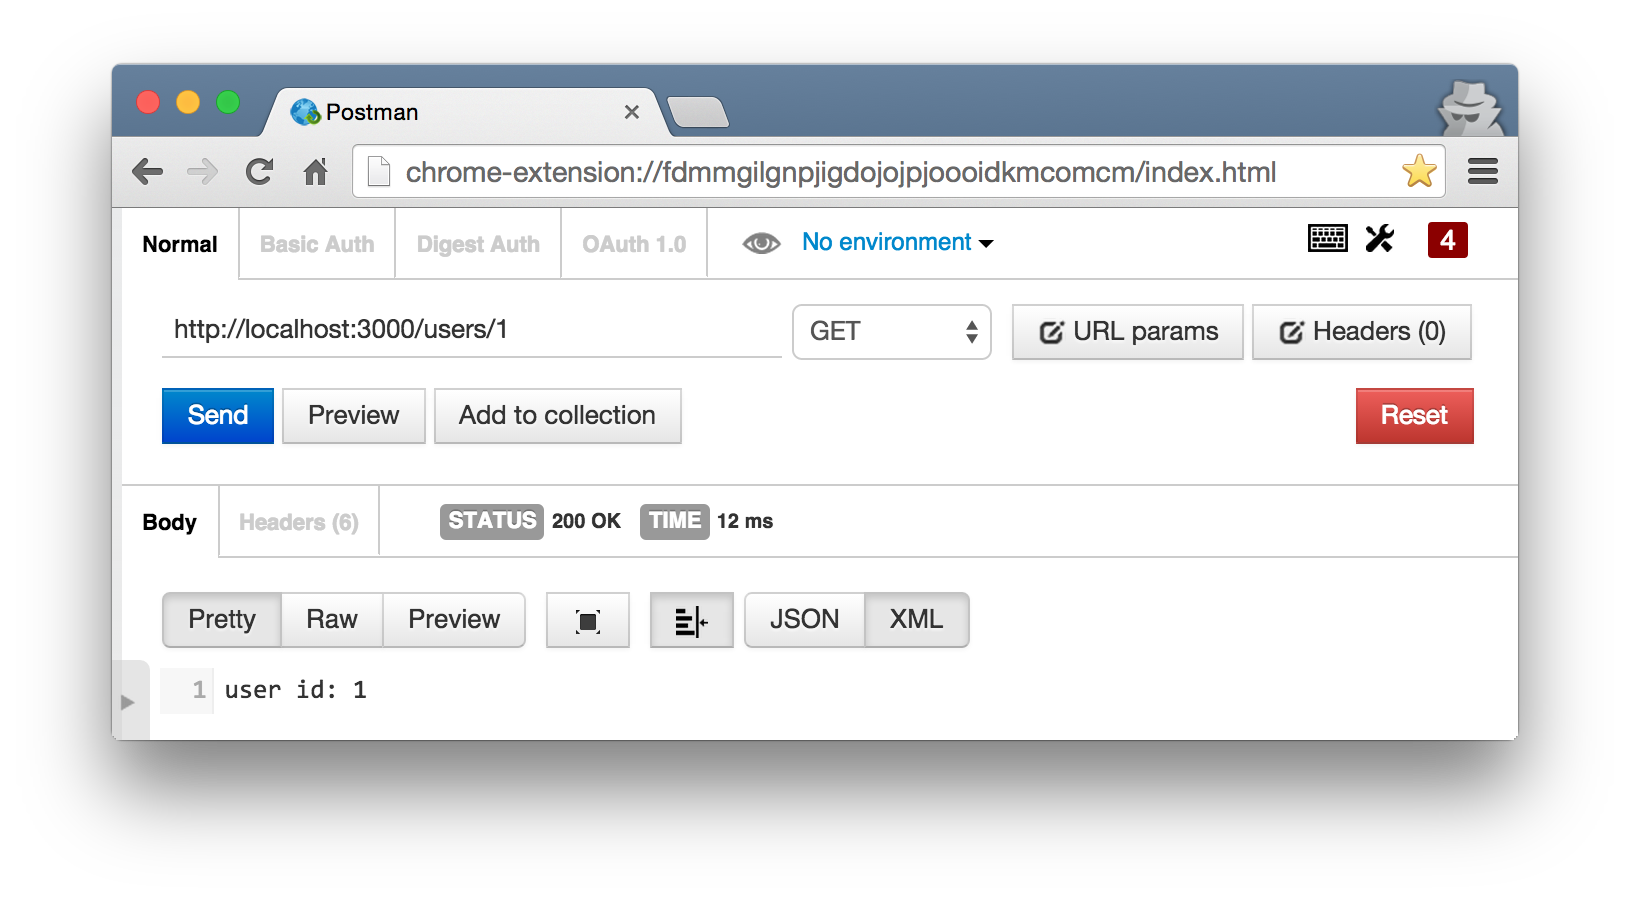 Postman
chrome-extension://fdmmgilgnpjigdojojpjoooidkmcomcm/index.html
Normal Basic Auth Digest Auth OAuth 1.0 No environment 4
http://localhost:3000/users/1 GET URL params Headers (0)
Send Preview Add to collection Reset
Body Headers (6) STATUS 200 OK TIME 12 ms
Pretty Raw Preview JSON XML
1 user id: 1